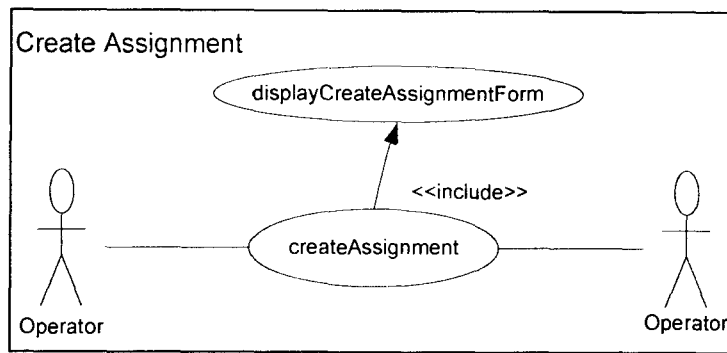 Create Assignment
displayCreateAssignmentForm
<<include>>
createAssignment
Operator
Operator